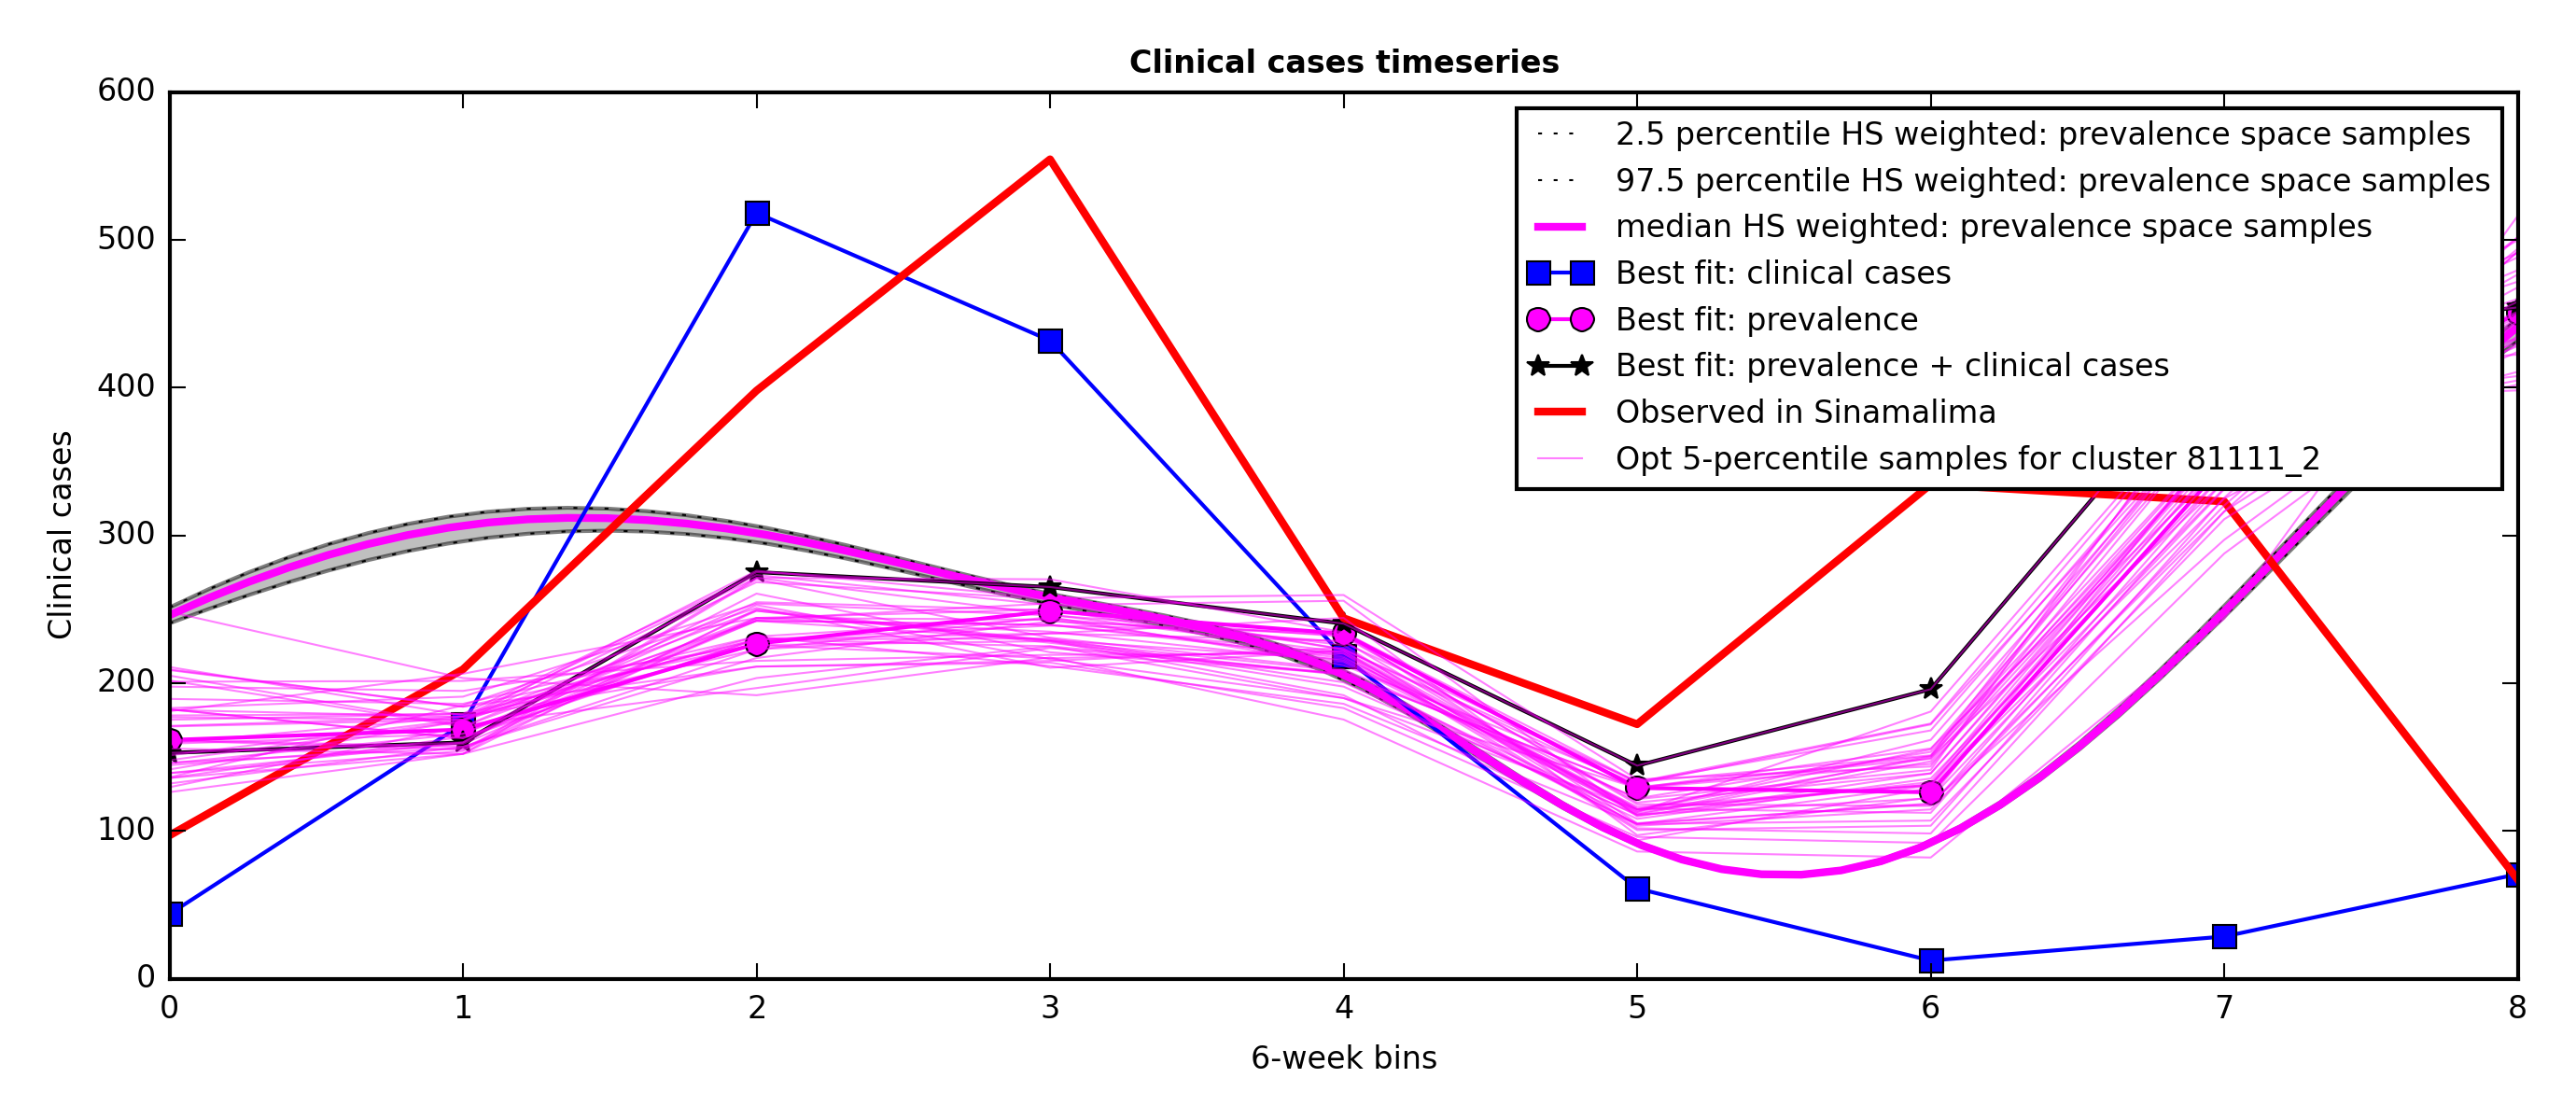 Clinical cases timeseries
600
500
400
300
200
100
0
Clinical cases
2.5 percentile HS weighted: prevalence space samples
97.5 percentile HS weighted: prevalence space samples
median HS weighted: prevalence space samples
Best fit: clinical cases
Best fit: prevalence
Best fit: prevalence + clinical cases
Observed in Sinamalima
Opt 5-percentile samples for cluster 81111_2
0 1 2 3 4 5 6 7 8
6-week bins